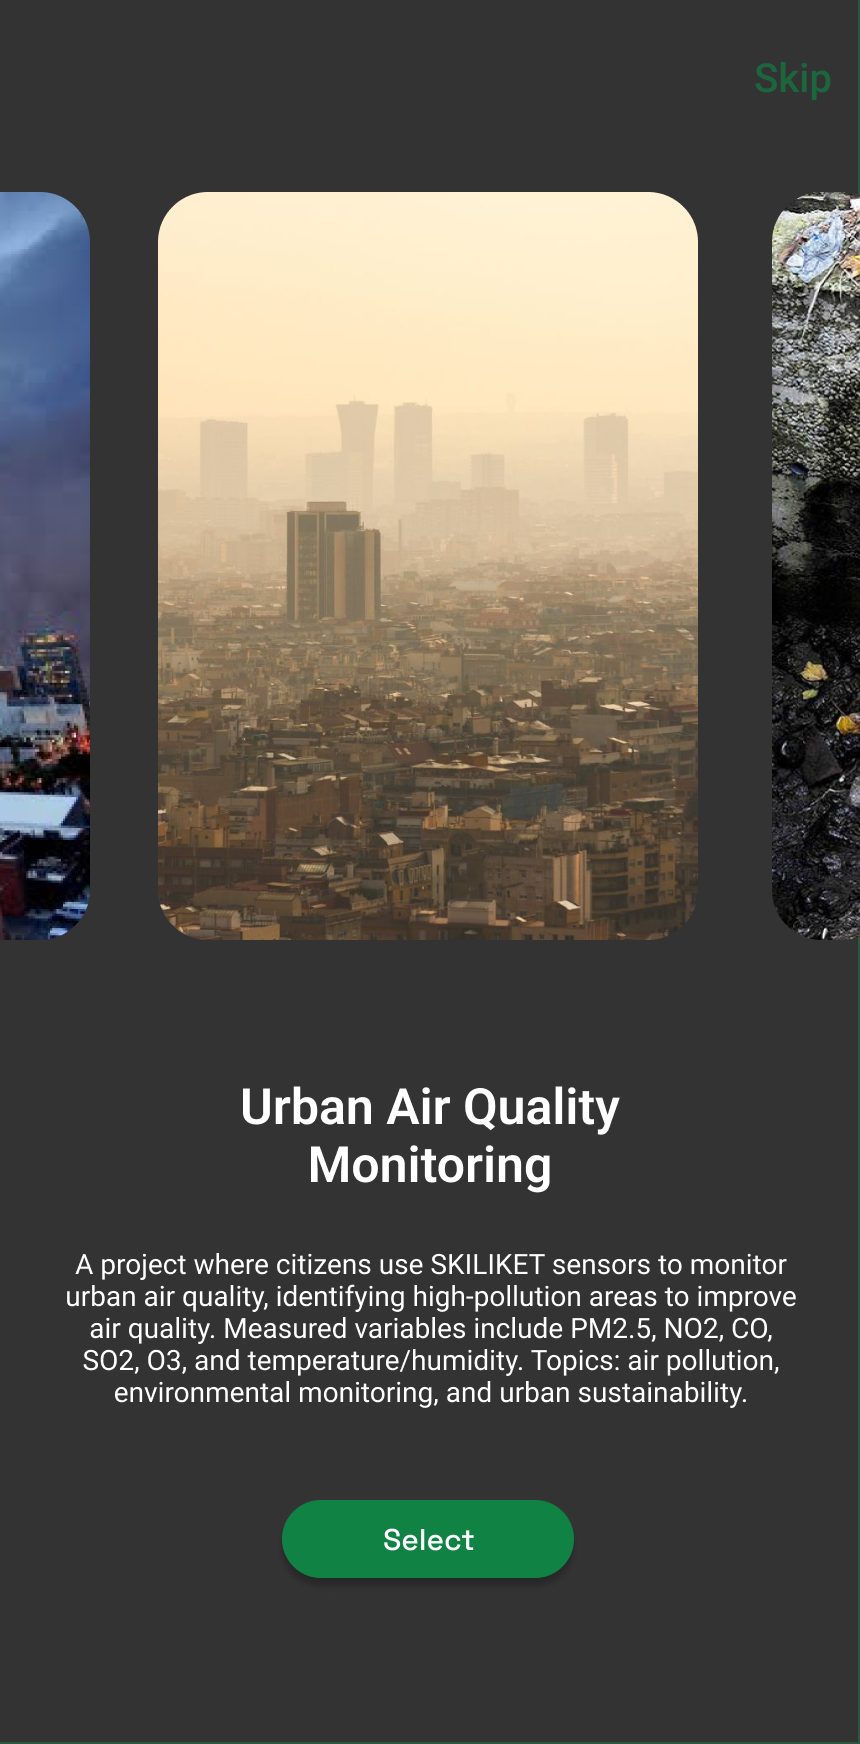 Skip
Urban Air Quality
Monitoring
A project where citizens use SKILIKET sensors to monitor
urban air quality, identifying high-pollution areas to improve
air quality. Measured variables include PM2.5, NO2, CO,
SO2, O3, and temperature/humidity. Topics: air pollution,
environmental monitoring, and urban sustainability.
Select